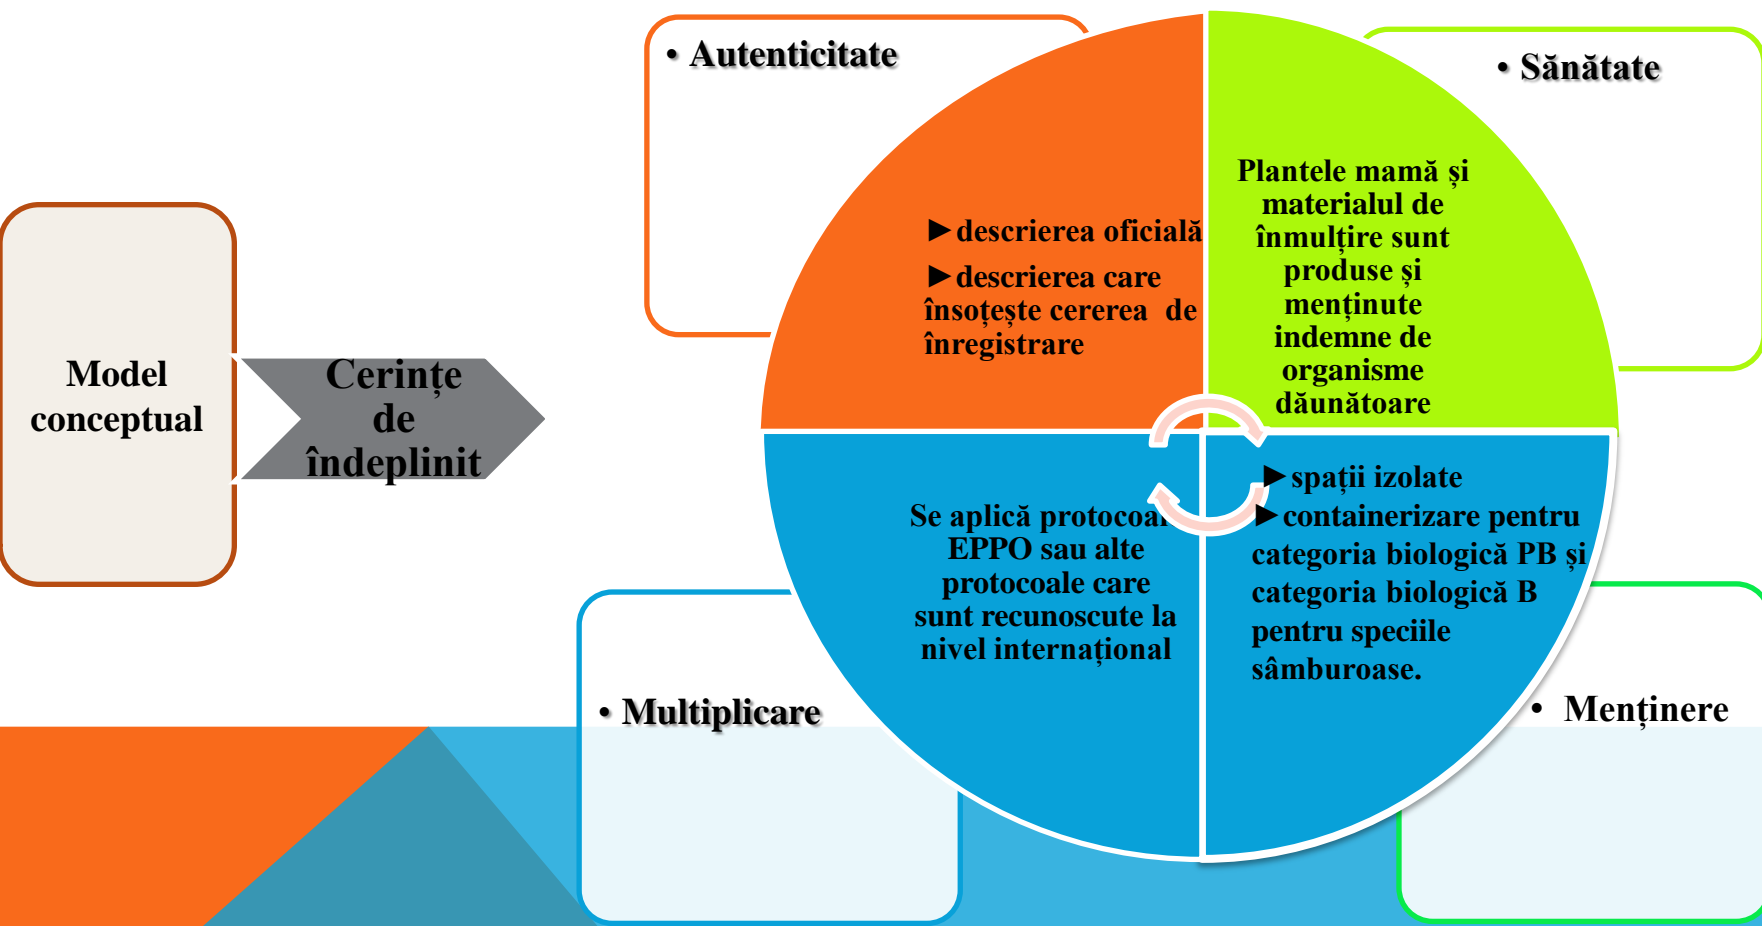 Model
conceptual
Cerințe
de
îndeplinit
• Autenticitate
►descrierea oficială
►descrierea care
însoțește cererea de
înregistrare
• Sănătate
Plantele mamă și
materialul de
înmulțire sunt
produse și
menținute
indemne de
organisme
dăunătoare
Se aplică
EPPO sau alte
protocoale care
sunt recunoscute la
nivel internațional
• Multiplicare
►spații izolate
►containerizare pentru
categoria biologică PB și
categoria biologică B
pentru speciile
sâmburoase.
• Menținere